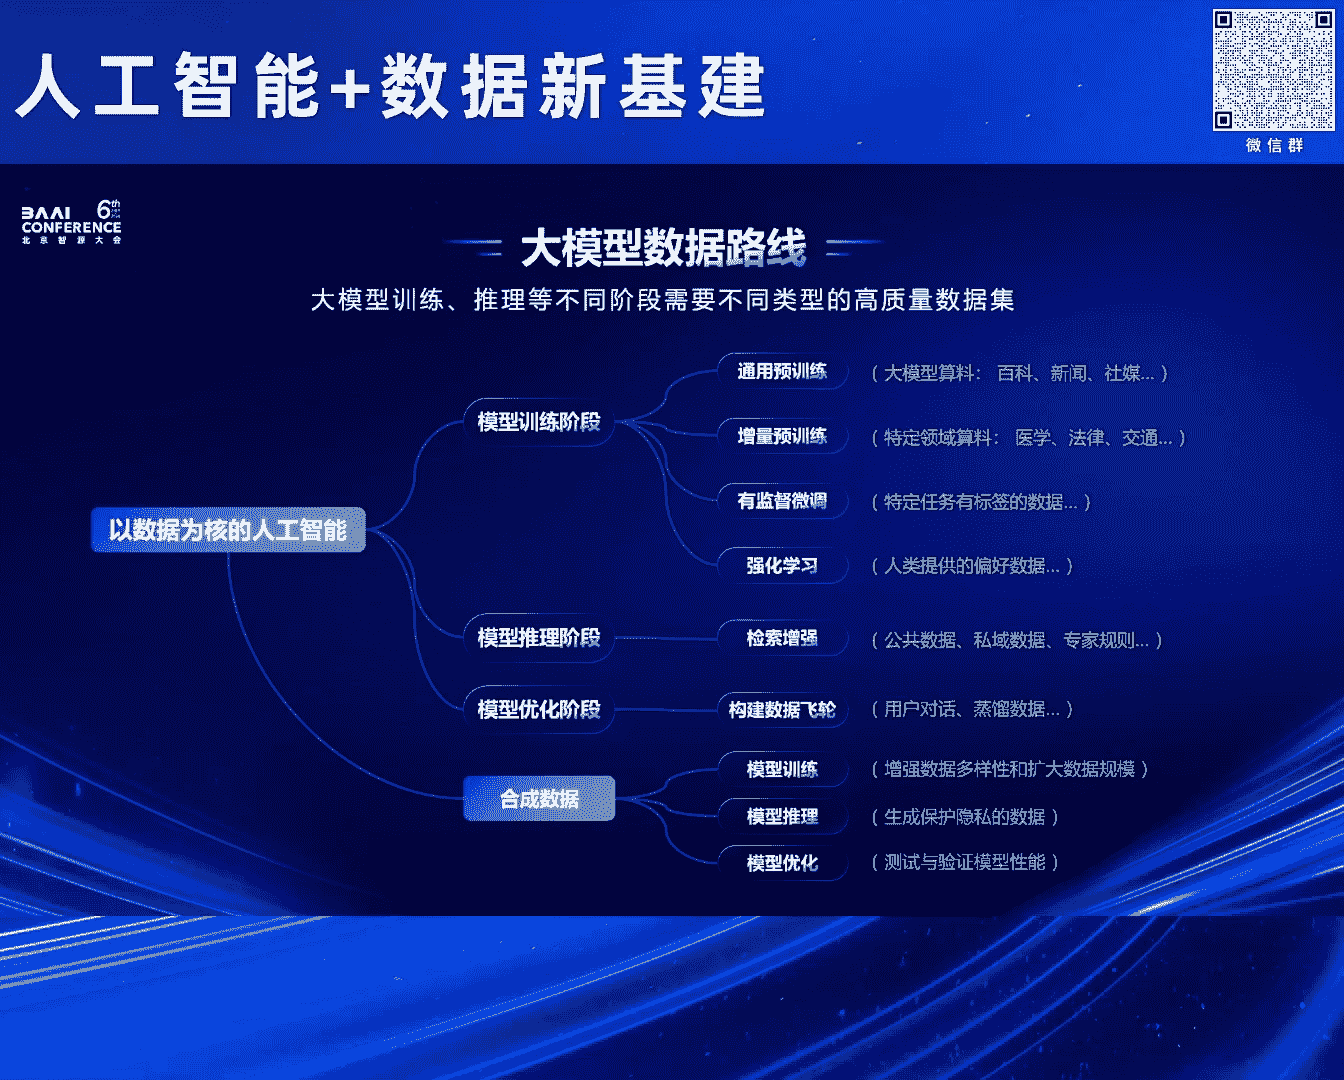 人工智能+数据新基建
微信群
BAAI 6th
CONFERENCE
北京智源大会
大模型数据路线
大模型训练、推理等不同阶段需要不同类型的高质量数据集
以数据为核的人工智能
模型训练阶段
通用预训练 （大模型算料： 百科、新闻、社媒...）
增量预训练 （特定领域算料： 医学、法律、交通...）
有监督微调 （特定任务有标签的数据...）
强化学习 （人类提供的偏好数据...）
模型推理阶段
检索增强 （公共数据、私域数据、专家规则...）
模型优化阶段
构建数据飞轮 （用户对话、蒸馏数据...）
合成数据
模型训练 （增强数据多样性和扩大数据规模）
模型推理 （生成保护隐私的数据）
模型优化 （测试与验证模型性能）